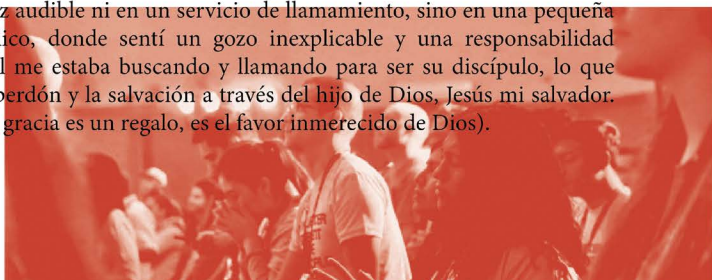 z audible ni en un servicio de llamamiento, sino en una pequeña
ico, donde sentí un gozo inexplicable y una responsabilidad
l me estaba buscando y llamando para ser su discípulo, lo que
perdón y la salvación a través del hijo de Dios, Jesús mi salvador.
gracia es un regalo, es el favor inmerecido de Dios).